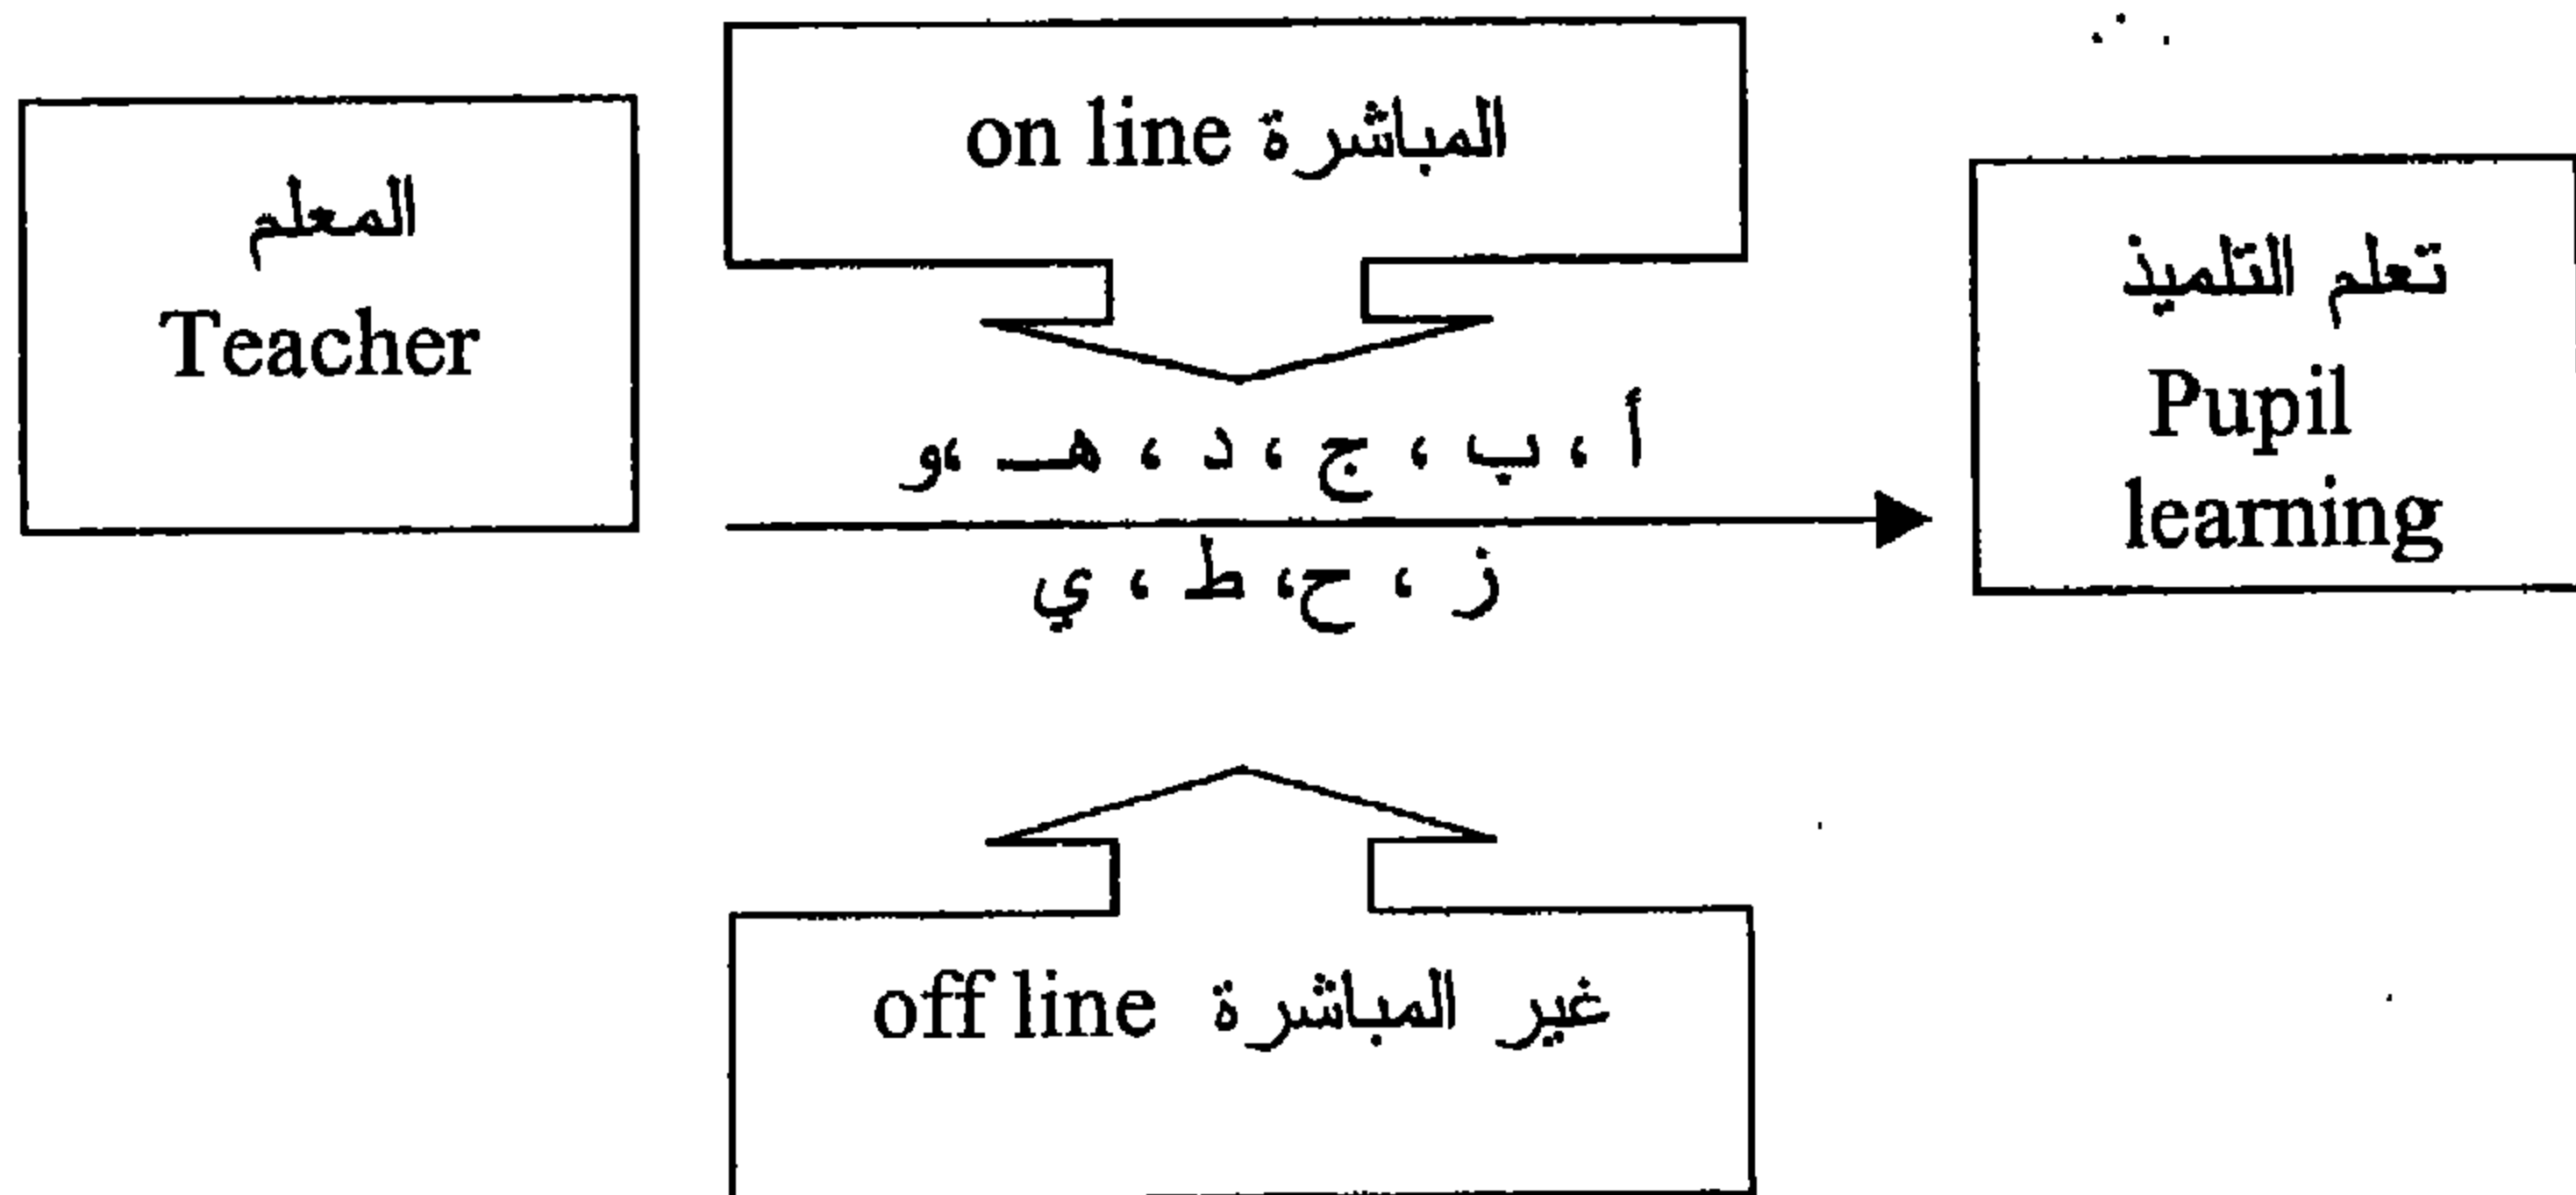 المباشرة on line
المعلم
Teacher
تعلم التلميذ
Pupil
learning
أ ، ب ، ج ، د ، هـ ،و
ز ، ح، ط ، ي
غير المباشرة off line